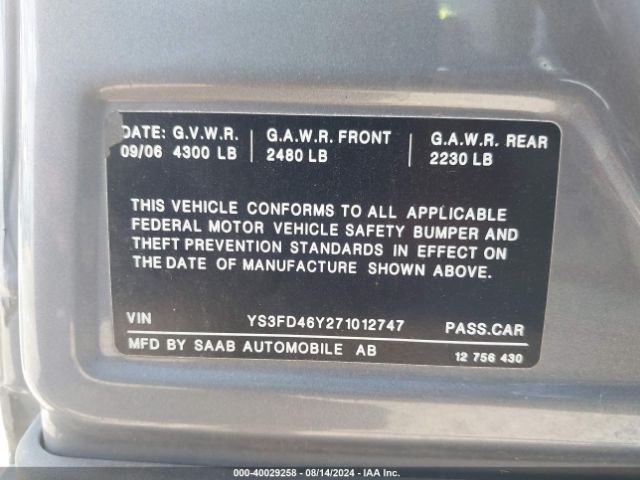 DATE: G.V.W.R. G.A.W.R. FRONT G.A.W.R. REAR
09/06 4300 LB 2480 LB 2230 LB
THIS VEHICLE CONFORMS TO ALL APPLICABLE
FEDERAL MOTOR VEHICLE SAFETY BUMPER AND
THEFT PREVENTION STANDARDS IN EFFECT ON
THE DATE OF MANUFACTURE SHOWN ABOVE.
VIN YS3FD46Y271012747 PASS.CAR
MFD BY SAAB AUTOMOBILE AB 12 756 430
000-40029258 - 08/14/2024 - IAA Inc.